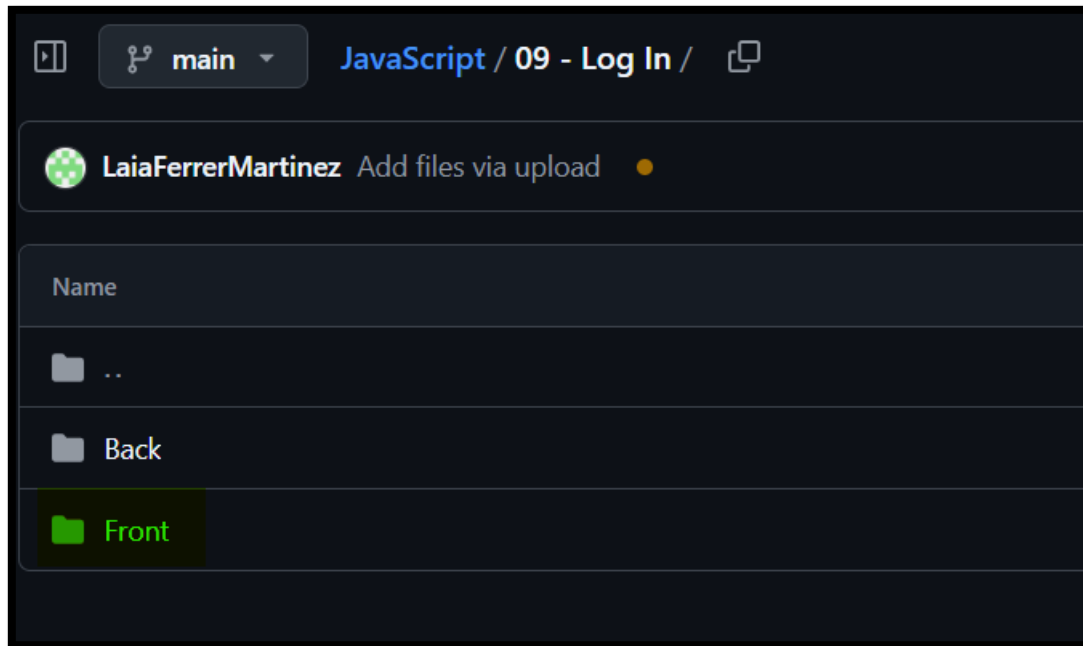 main JavaScript / 09 - Log In /
LaiaFerrerMartinez Add files via upload
Name
..
Back
Front